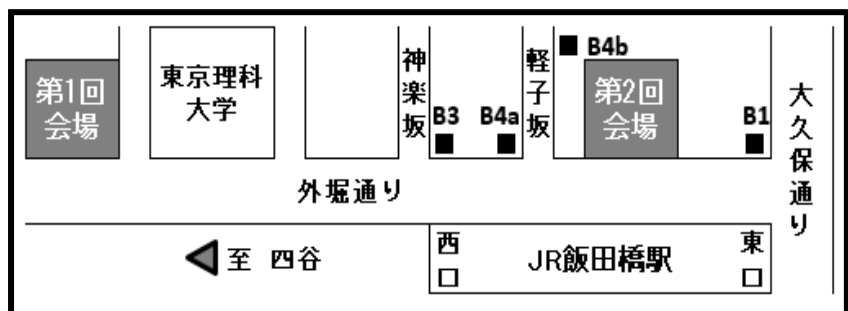 第1回
会場
東京理科
大学
神楽坂
B3
B4a
軽子坂
B4b
第2回
会場
B1
大久保通り
外堀通り
至 四谷
西口
JR飯田橋駅
東口